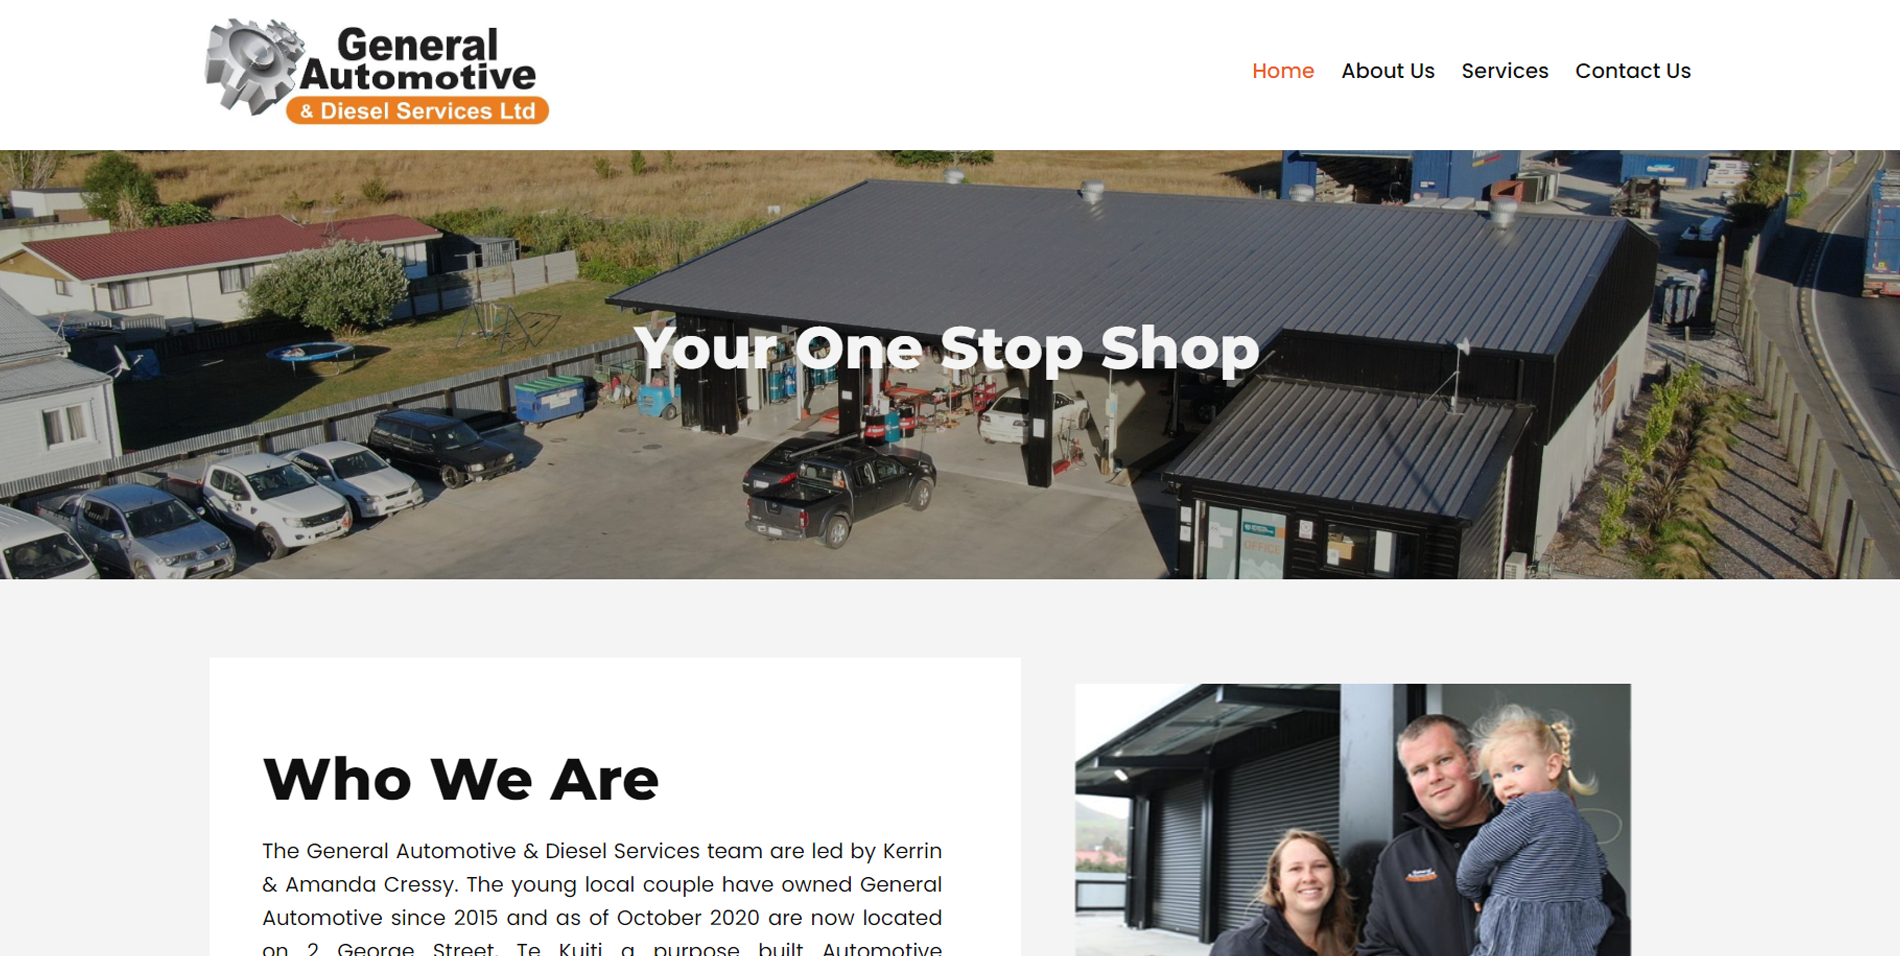 General
Automotive
& Diesel Services Ltd
Home About Us Services Contact Us
Your One Stop Shop
OFFICE
Who We Are
The General Automotive & Diesel Services team are led by Kerrin
& Amanda Cressy. The young local couple have owned General
Automotive since 2015 and as of October 2020 are now located
on 2 George Street, Te Kuiti a purpose built Automotive
General